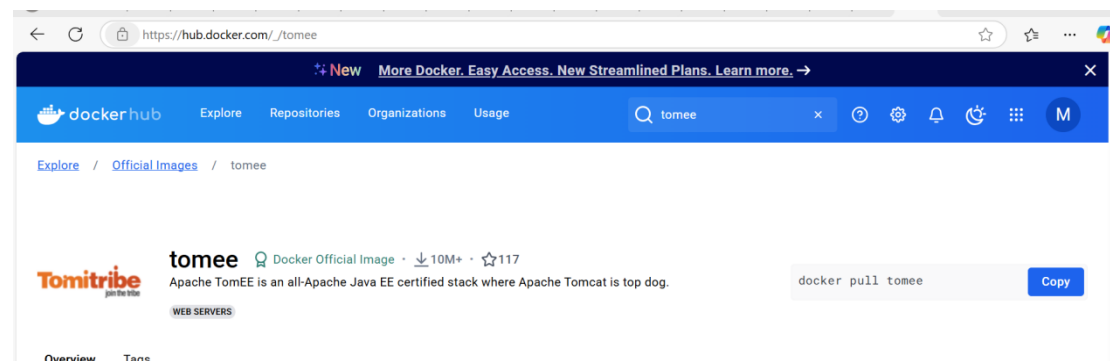 https://hub.docker.com/_/tomee
New More Docker. Easy Access. New Streamlined Plans. Learn more. →
dockerhub Explore Repositories Organizations Usage tomee M
Explore / Official Images / tomee
Tomitribe
join the tribe
tomee Docker Official Image · 10M+ · 117
Apache TomEE is an all-Apache Java EE certified stack where Apache Tomcat is top dog.
WEB SERVERS
docker pull tomee Copy
Overview Tags